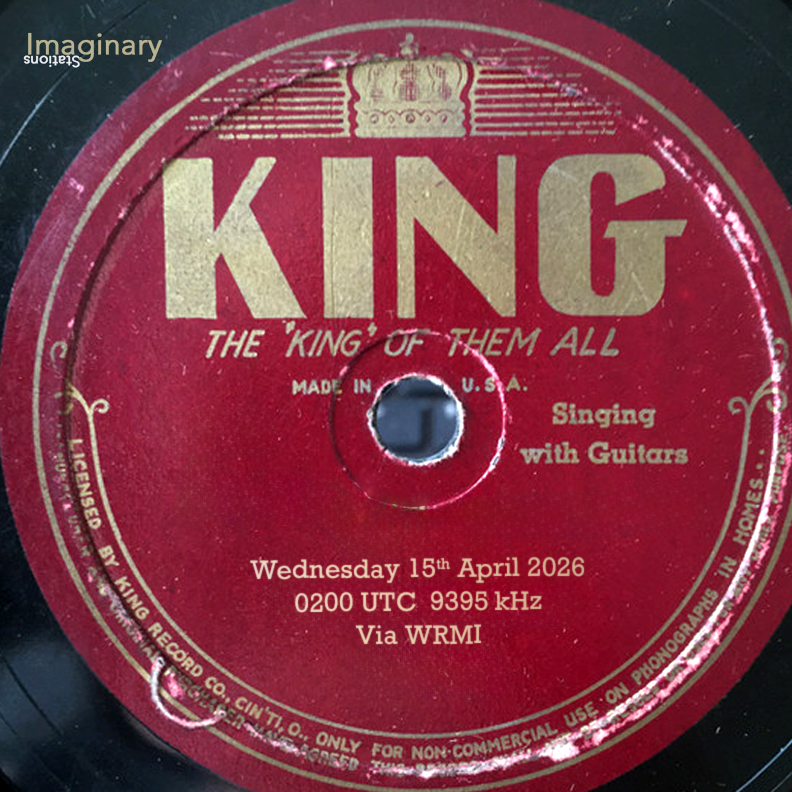 Imaginary
Stations
KING
THE "KING" OF THEM ALL
MADE IN U.S.A.
Singing
with Guitars
Wednesday 15th April 2026
0200 UTC 9395 kHz
Via WRMI
LICENSED BY KING RECORD CO., CIN'TI, O., ONLY FOR NON-COMMERCIAL USE ON PHONOGRAPHS IN HOMES..